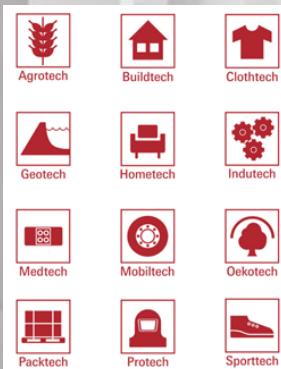 Agrotech Buildtech Clothtech
Geotech Hometech Indutech
Medtech Mobiltech Oekotech
Packtech Protech Sporttech